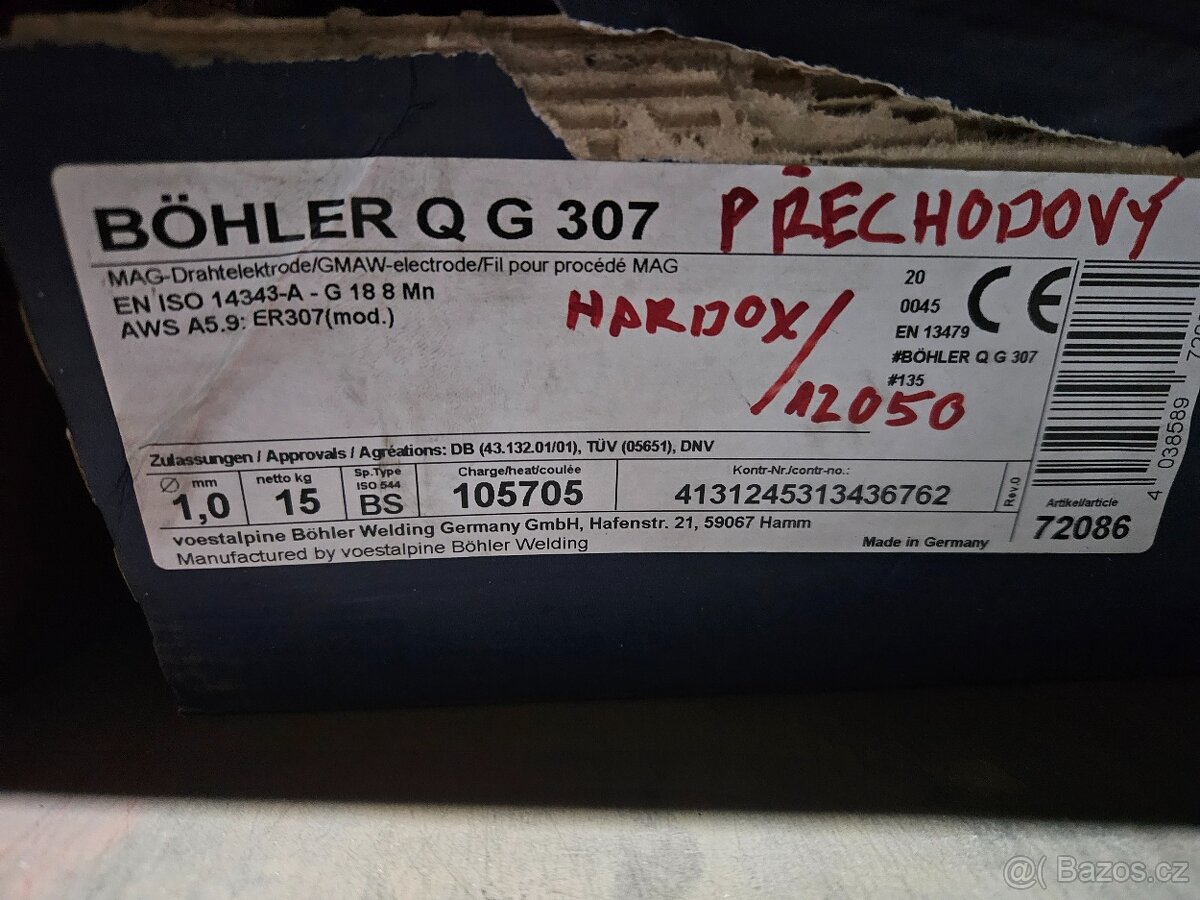 BÖHLER Q G 307 PŘECHODOVÝ
MAG-Drahtelektrode/GMAW-electrode/Fil pour procédé MAG
EN ISO 14343-A - G 18 8 Mn
AWS A5.9: ER307(mod.)
HARDOX/
/12050
20
0045
EN 13479
#BÖHLER Q G 307
#135
CE
Zulassungen / Approvals / Agréations: DB (43.132.01/01), TÜV (05651), DNV
Ø mm
1,0
netto kg
15
Sp.Type
ISO 544
BS
Charge/heat/coulée
105705
Kontr-Nr./contr-no.:
4131245313436762
Rev.0
4 038589
Artikel/article
72086
voestalpine Böhler Welding Germany GmbH, Hafenstr. 21, 59067 Hamm
Manufactured by voestalpine Böhler Welding
Made in Germany
@( Bazos.cz